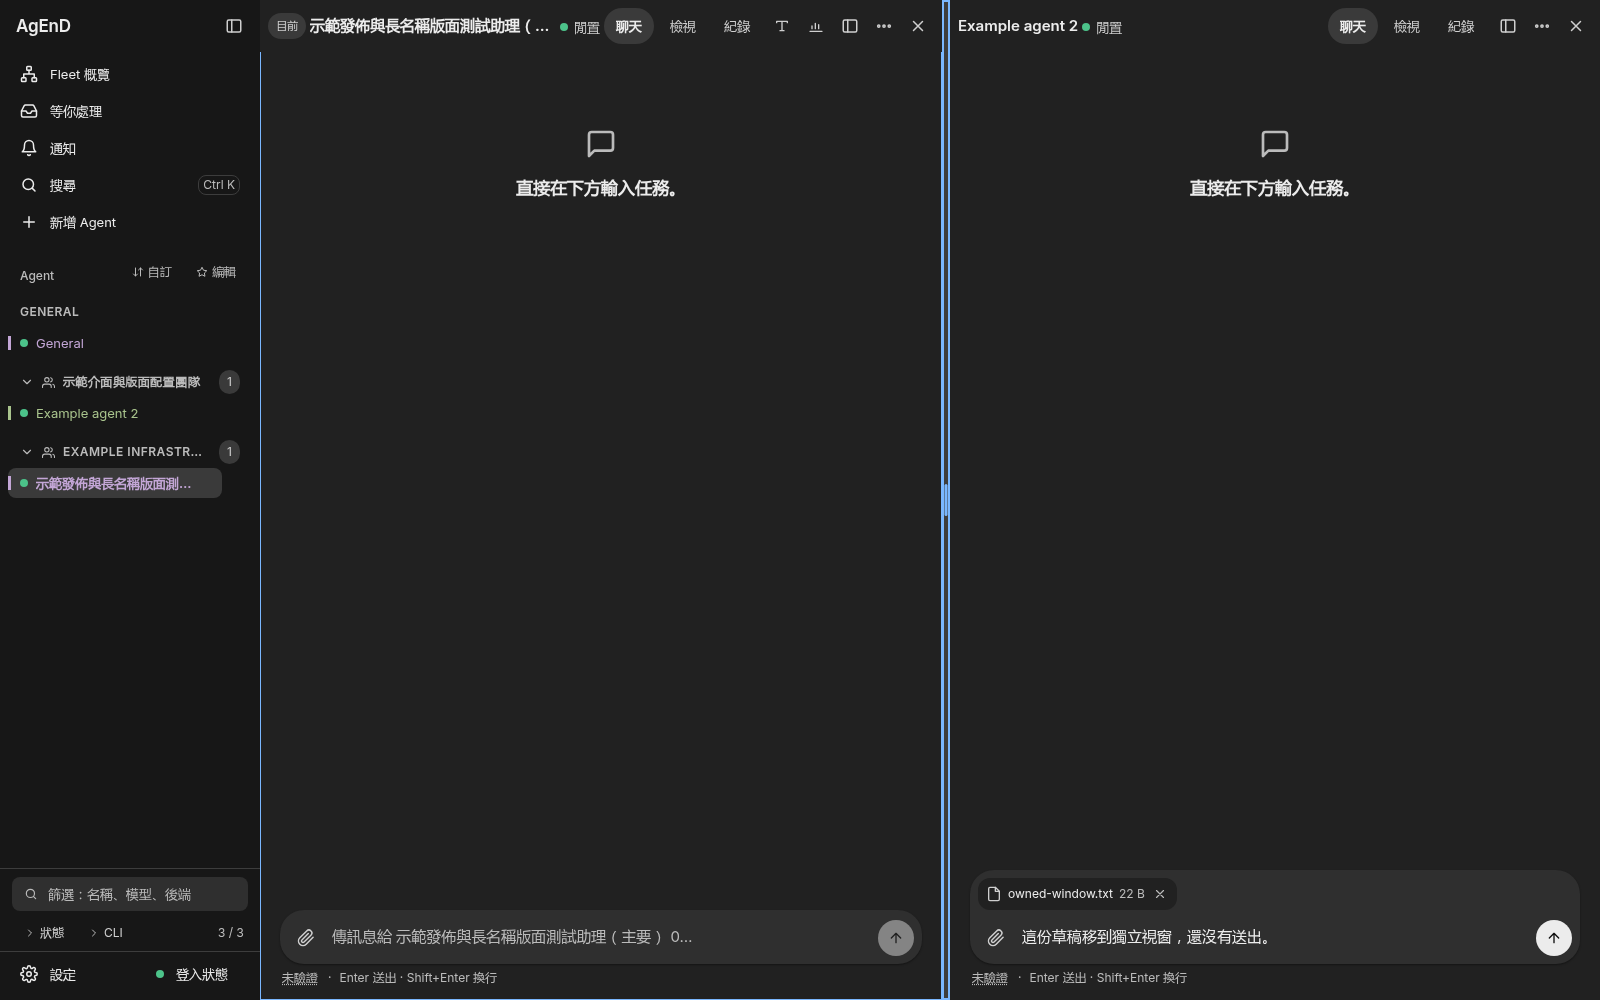 AgEnD
Fleet 概覽
等你處理
通知
搜尋 Ctrl K
新增 Agent
Agent 自訂 編輯
GENERAL
General
示範介面與版面配置團隊 1
Example agent 2
EXAMPLE INFRASTR... 1
示範發佈與長名稱版面測...
篩選：名稱、模型、後端
狀態 CLI 3 / 3
設定 登入狀態
目前 示範發佈與長名稱版面測試助理（... 閒置 聊天 檢視 紀錄
直接在下方輸入任務。
傳訊息給 示範發佈與長名稱版面測試助理（主要） 0...
未驗證 · Enter 送出 · Shift+Enter 換行
Example agent 2 閒置 聊天 檢視 紀錄
直接在下方輸入任務。
owned-window.txt 22 B
這份草稿移到獨立視窗，還沒有送出。
未驗證 · Enter 送出 · Shift+Enter 換行